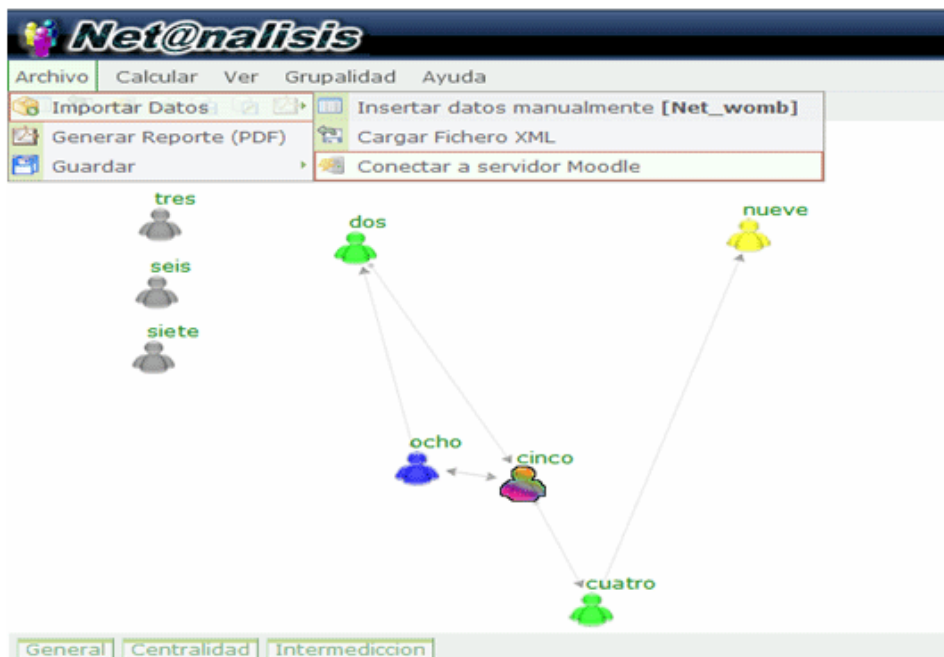 Net@nalisis
Archivo Calcular Ver Grupalidad Ayuda
Importar Datos
Insertar datos manualmente [Net_womb]
Generar Reporte (PDF)
Cargar Fichero XML
Guardar
Conectar a servidor Moodle
tres
dos
nueve
seis
siete
ocho
cinco
cuatro
General Centralidad Intermediccion